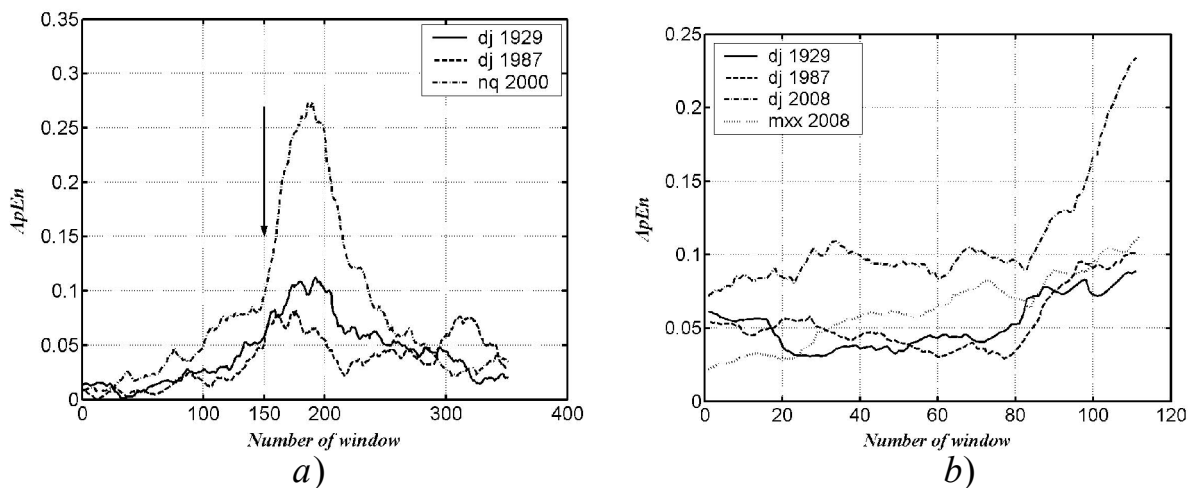 0.35
0.3
0.25
0.2
0.15
0.1
0.05
0
ApEn
dj 1929
dj 1987
nq 2000
0
100
150
200
300
400
Number of window
a)
0.25
0.2
0.15
0.1
0.05
0
ApEn
dj 1929
dj 1987
dj 2008
mxx 2008
0
20
40
60
80
100
120
Number of window
b)